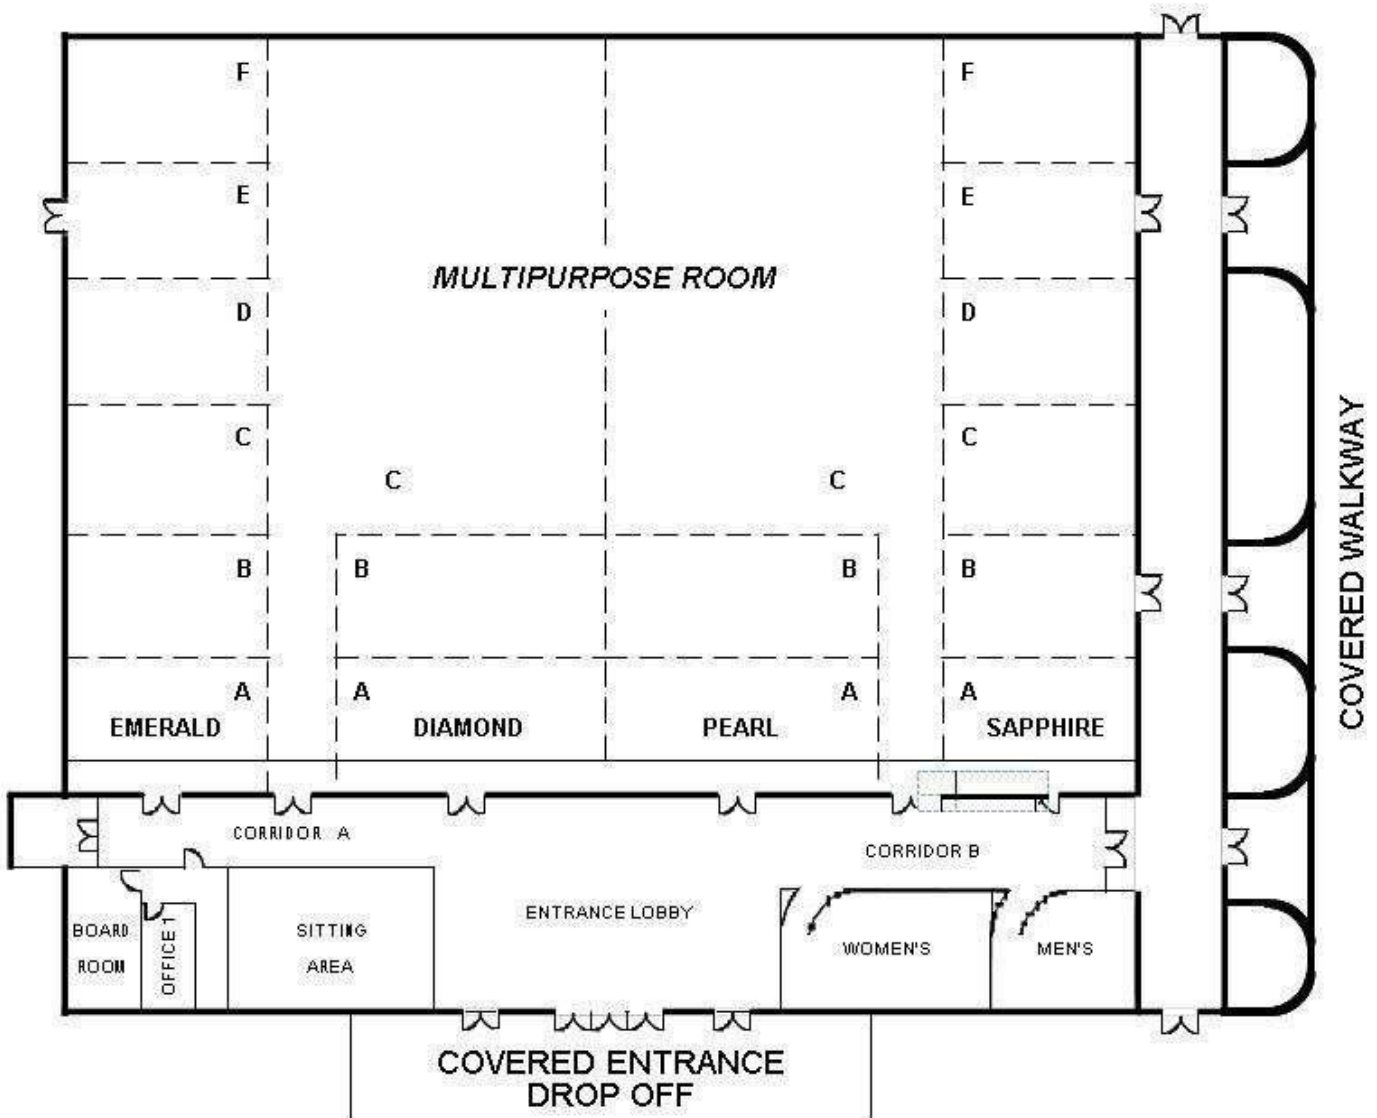 F
F
E
E
MULTIPURPOSE ROOM
D
D
C
C
C
C
B
B
B
B
A
A
A
A
EMERALD
DIAMOND
PEARL
SAPPHIRE
COVERED WALKWAY
CORRIDOR A
CORRIDOR B
ENTRANCE LOBBY
BOARD
ROOM
OFFICE 1
SITTING
AREA
WOMEN'S
MEN'S
COVERED ENTRANCE
DROP OFF